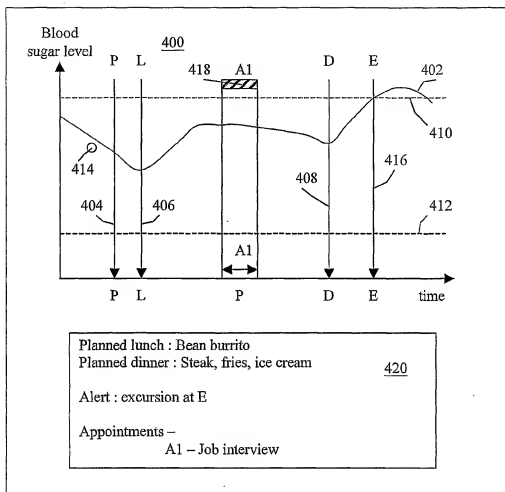 Blood
sugar level
400
P L D E
418 A1
402
410
414
404 406 408 416
412
A1
P L P D E time
Planned lunch : Bean burrito
Planned dinner : Steak, fries, ice cream
420
Alert : excursion at E
Appointments –
A1 – Job interview